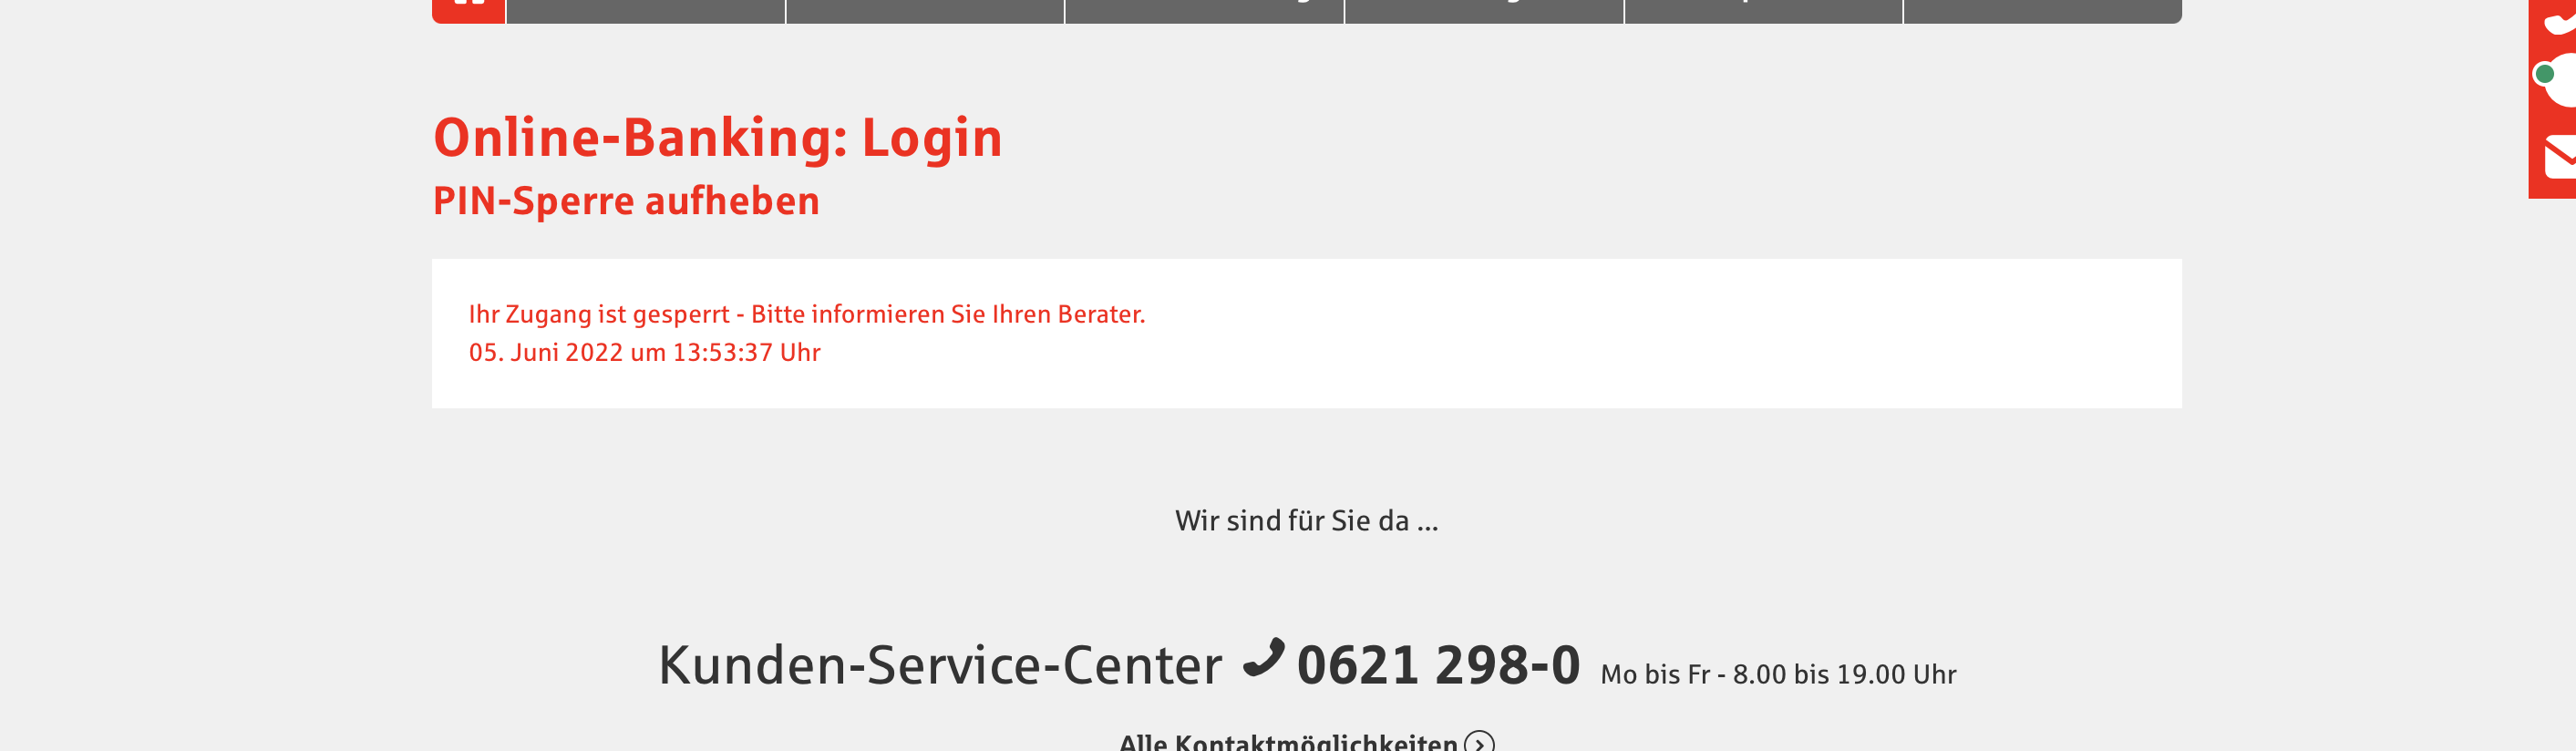 Online-Banking: Login
PIN-Sperre aufheben
Ihr Zugang ist gesperrt - Bitte informieren Sie Ihren Berater.
05. Juni 2022 um 13:53:37 Uhr
Wir sind für Sie da ...
Kunden-Service-Center 0621 298-0 Mo bis Fr - 8.00 bis 19.00 Uhr
Alle Kontaktmöglichkeiten